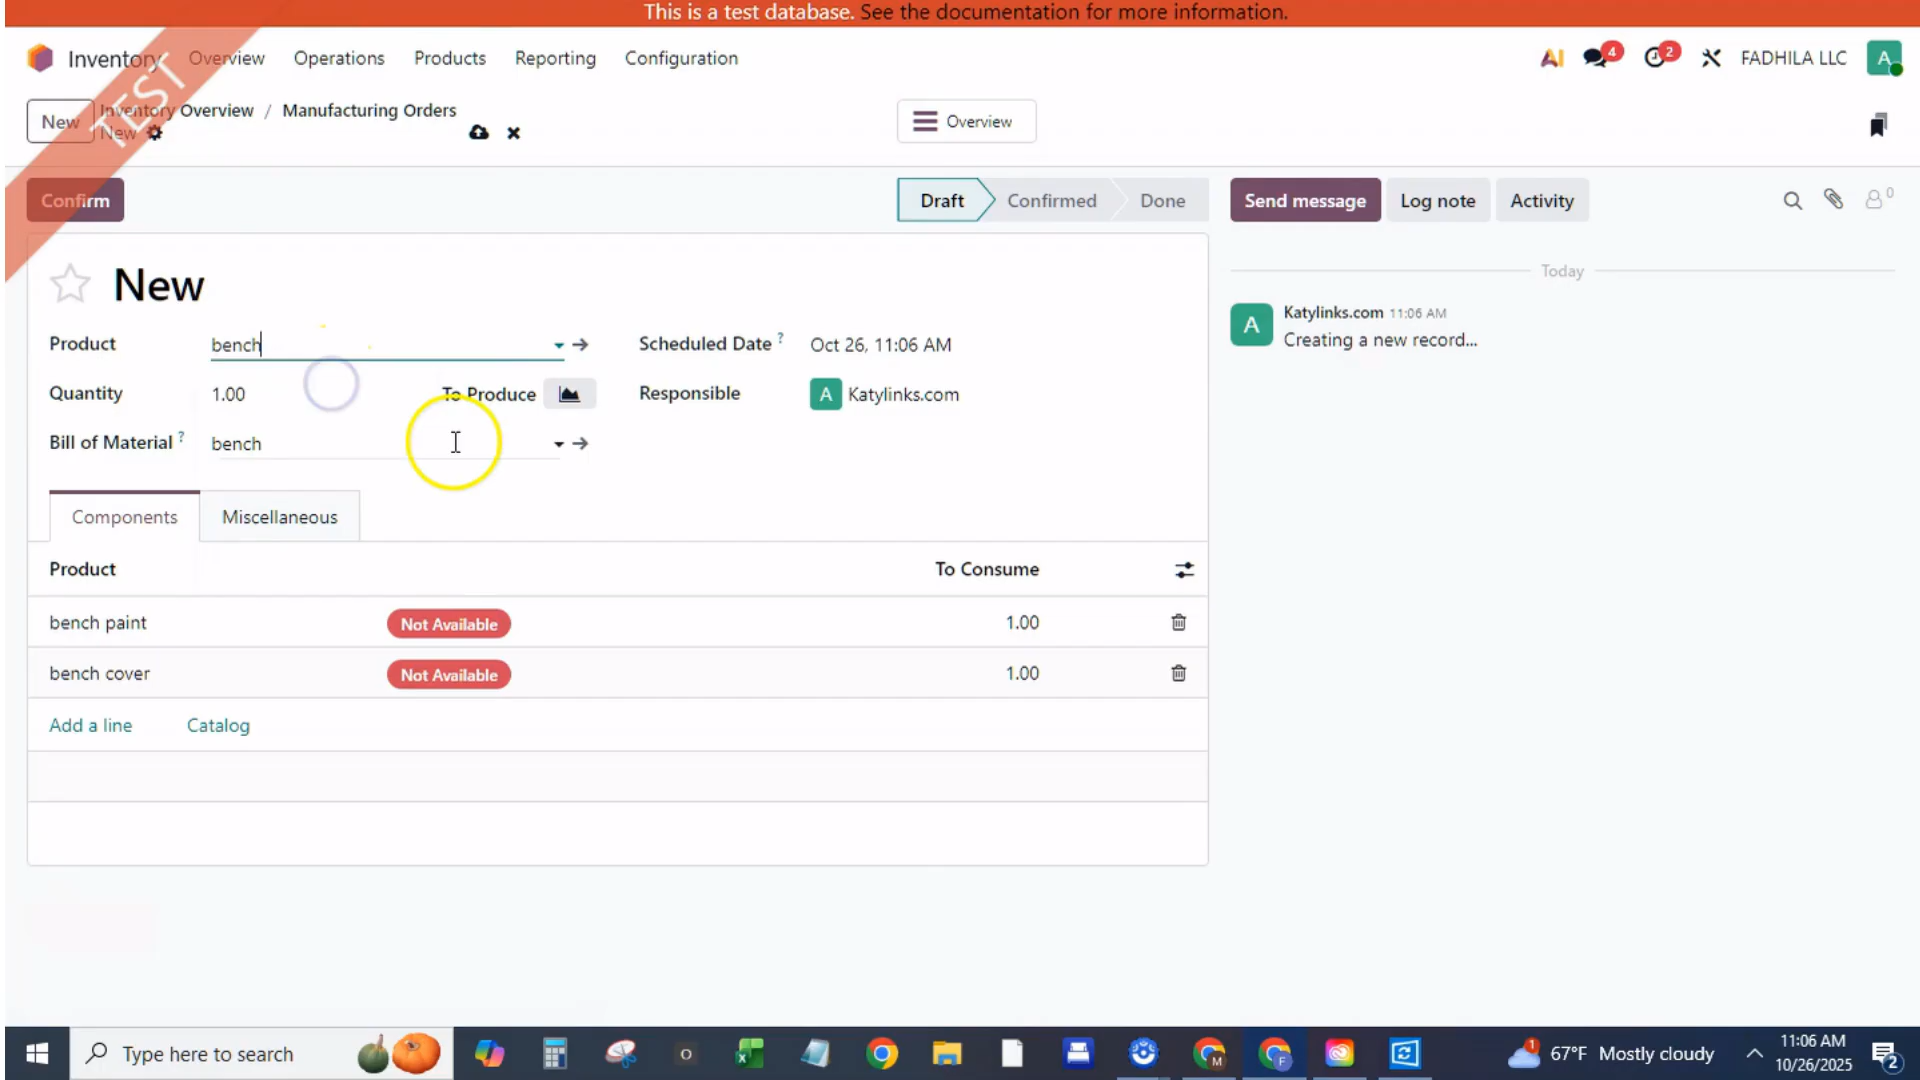 This is a test database. See the documentation for more information.
Inventory Overview Operations Products Reporting Configuration 4 2 FADHILA LLC A
TEST
New Inventory Overview / Manufacturing Orders Overview
New
Confirm Draft Confirmed Done Send message Log note Activity 0
New
Today
Product bench Scheduled Date ? Oct 26, 11:06 AM
A Katylinks.com 11:06 AM
Creating a new record...
Quantity 1.00 To Produce Responsible A Katylinks.com
Bill of Material ? bench
Components Miscellaneous
Product To Consume
bench paint Not Available 1.00
bench cover Not Available 1.00
Add a line Catalog
Type here to search 67°F Mostly cloudy 11:06 AM
10/26/2025 2